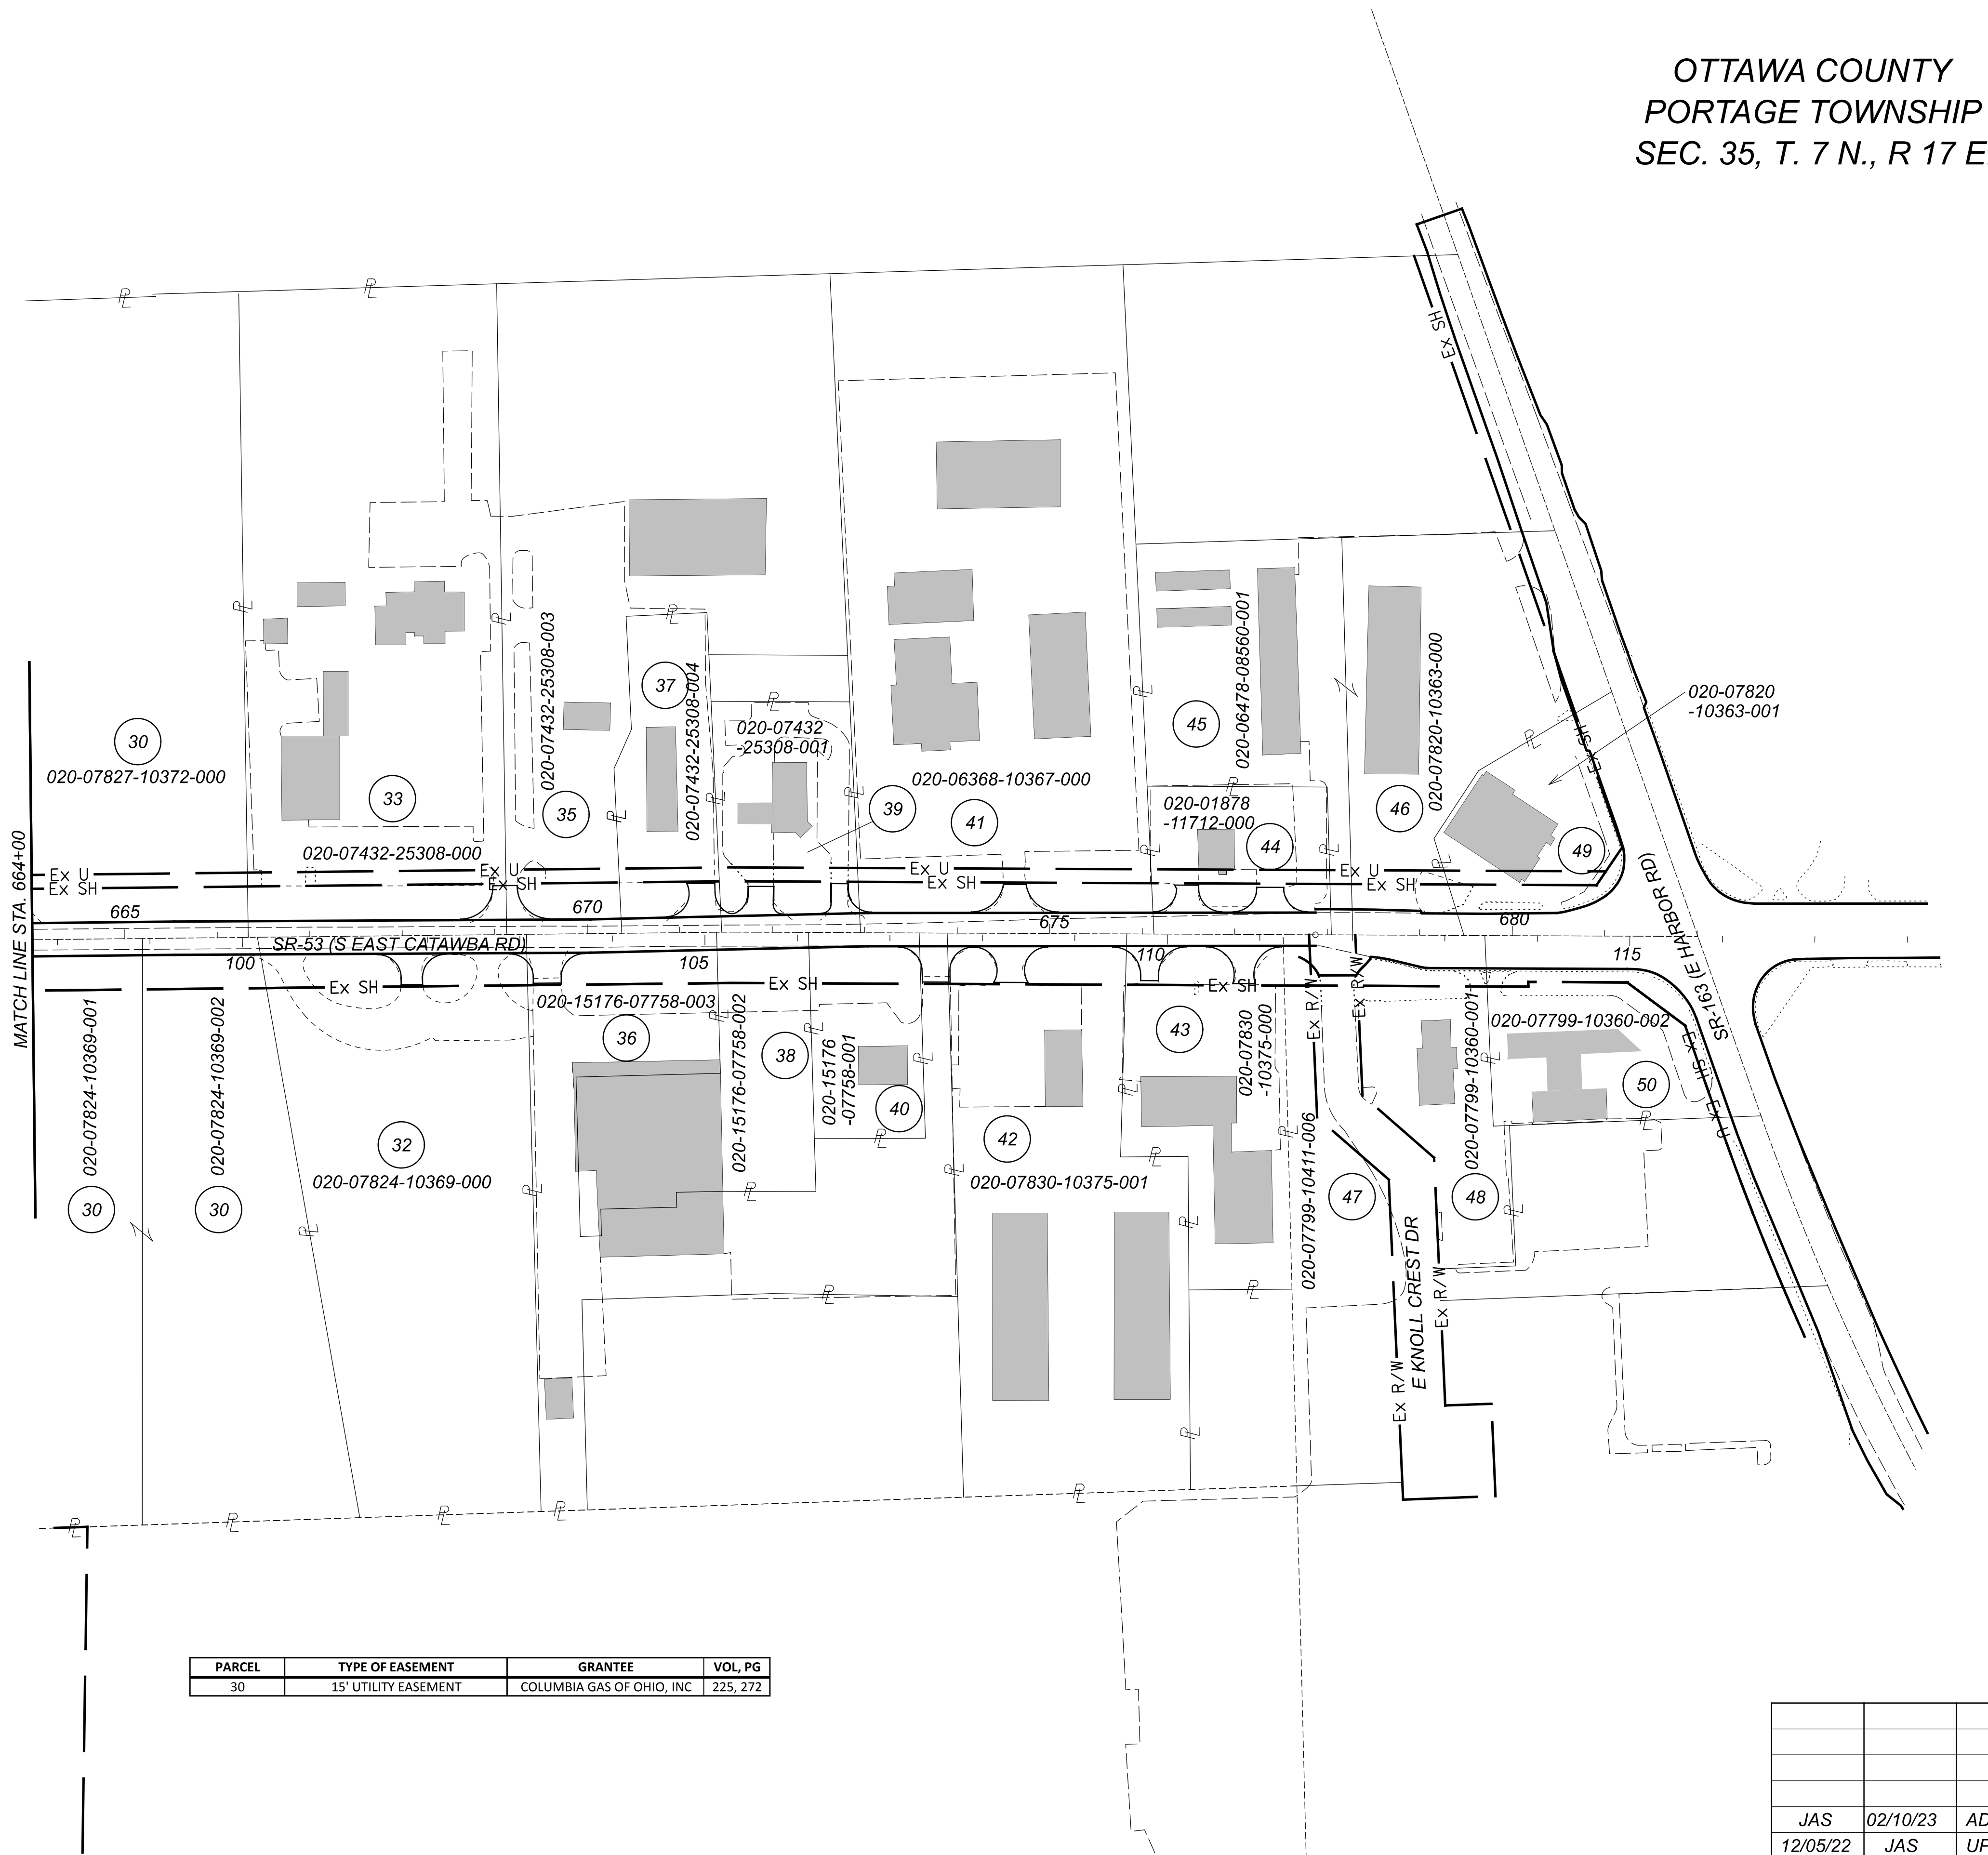 OTTAWA COUNTY
PORTAGE TOWNSHIP
SEC. 35, T. 7 N., R 17 E.
Ex SH
MATCH LINE STA. 664+00
30
020-07827-10372-000
33
020-07432-25308-000
35
020-07432-25308-003
37
020-07432-25308-004
020-07432
-25308-001
39
020-06368-10367-000
41
45
020-06478-08560-001
020-01878
-11712-000
44
46
020-07820-10363-000
020-07820
-10363-001
49
Ex SH
Ex U
Ex SH
Ex U
Ex SH
Ex U
Ex SH
Ex U
Ex SH
665
670
675
680
SR-53 (S EAST CATAWBA RD)
100
105
110
115
SR-163 (E HARBOR RD)
Ex SH
Ex SH
Ex SH
Ex R/W
Ex R/W
020-07824-10369-001
30
020-07824-10369-002
30
32
020-07824-10369-000
020-15176-07758-003
36
020-15176-07758-002
38
020-15176
-07758-001
40
42
020-07830-10375-001
43
020-07830
-10375-000
020-07799-10411-006
47
020-07799-10360-001
48
020-07799-10360-002
50
Ex SH
Ex U
E KNOLL CREST DR
Ex R/W
Ex R/W
PARCEL TYPE OF EASEMENT GRANTEE VOL, PG
30 15' UTILITY EASEMENT COLUMBIA GAS OF OHIO, INC 225, 272
JAS 02/10/23 AD
12/05/22 JAS UP